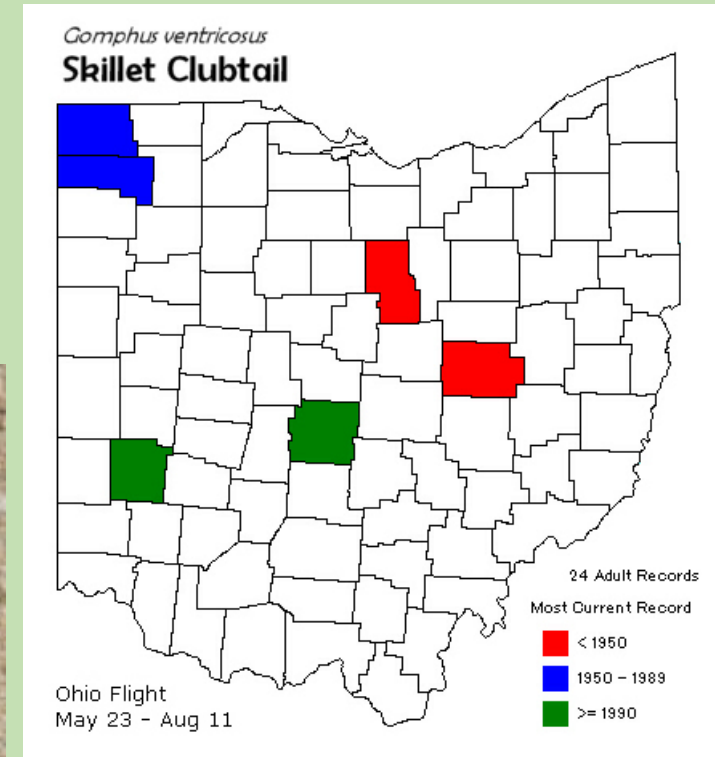 Gomphus ventricosus
Skillet Clubtail
24 Adult Records
Most Current Record
< 1950
1950 - 1989
>= 1990
Ohio Flight
May 23 - Aug 11